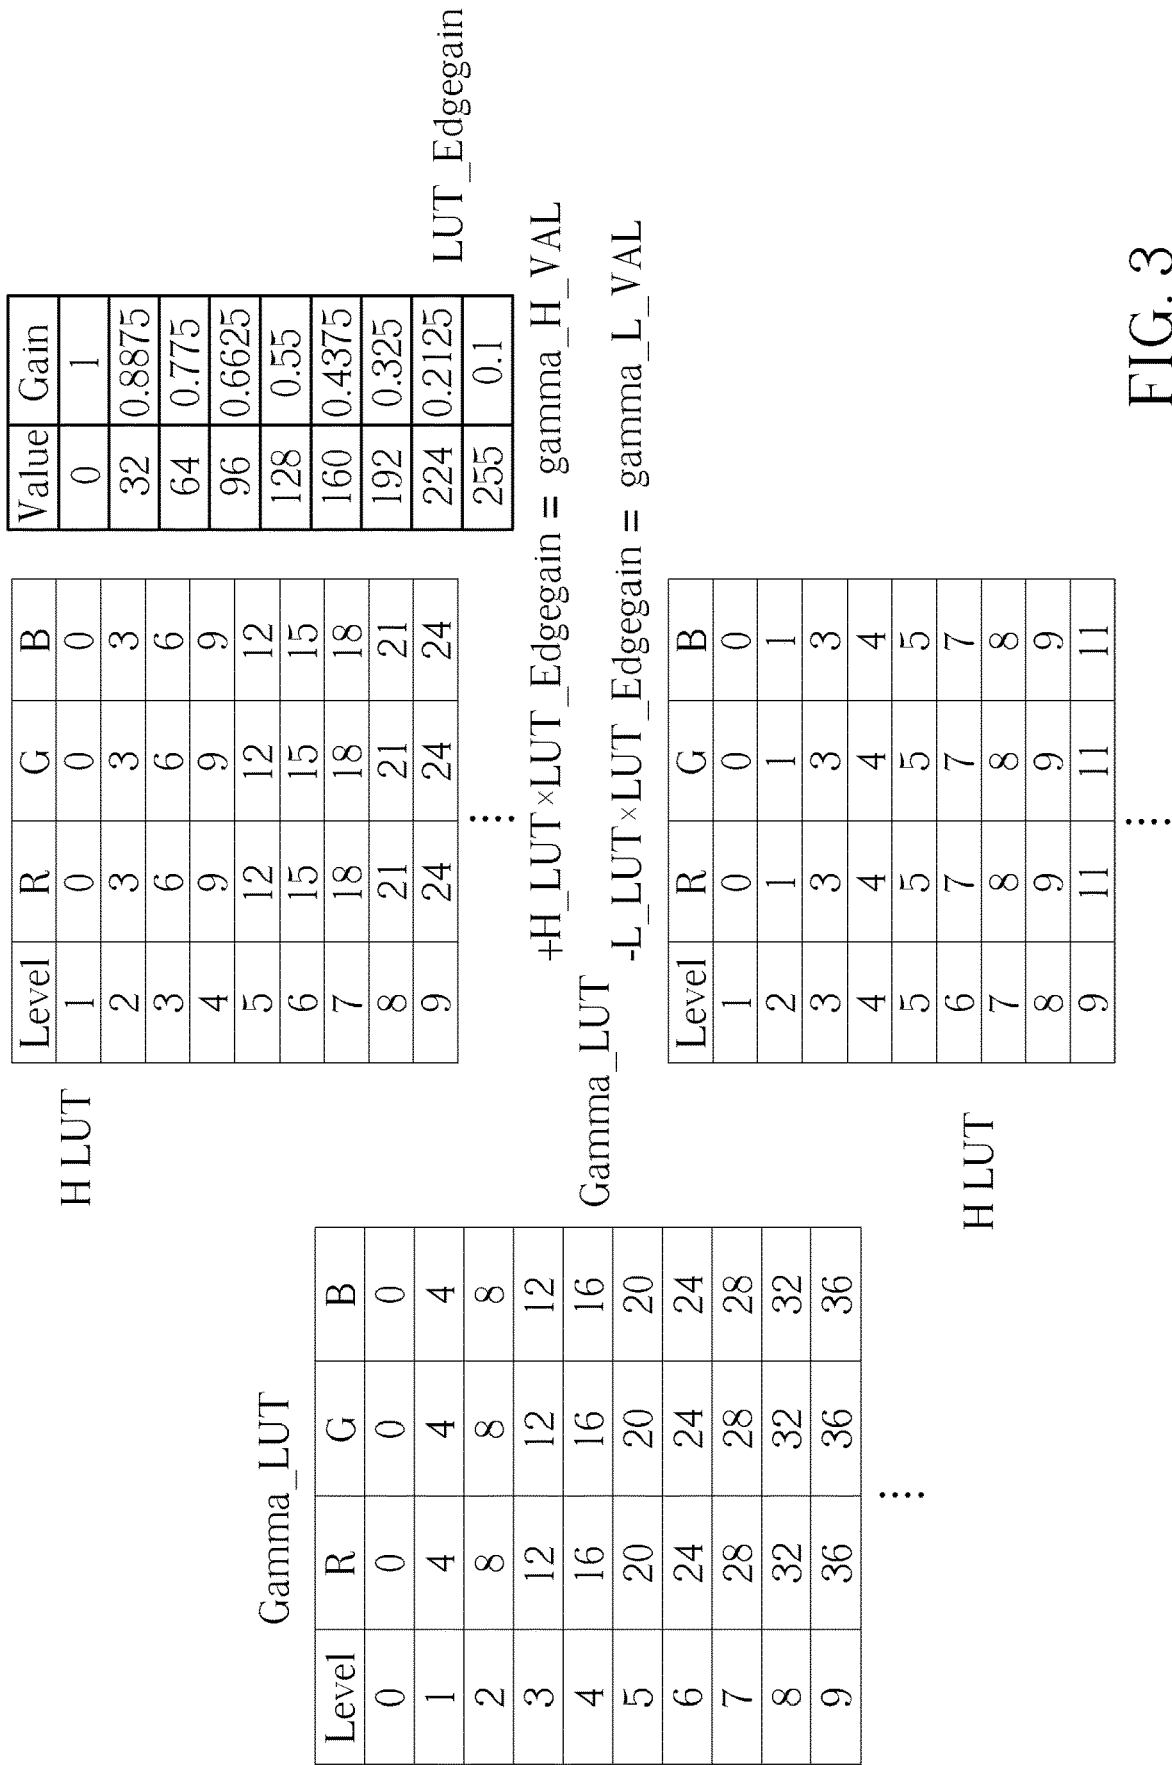 Gamma_LUT
Level R G B
0 0 0 0
1 4 4 4
2 8 8 8
3 12 12 12
4 16 16 16
5 20 20 20
6 24 24 24
7 28 28 28
8 32 32 32
9 36 36 36
....
H LUT
Level R G B
1 0 0 0
2 3 3 3
3 6 6 6
4 9 9 9
5 12 12 12
6 15 15 15
7 18 18 18
8 21 21 21
9 24 24 24
....
Value Gain
0 1
32 0.8875
64 0.775
96 0.6625
128 0.55
160 0.4375
192 0.325
224 0.2125
255 0.1
LUT_Edgegain
+H_LUT×LUT_Edgegain = gamma_H_VAL
Gamma_LUT
-L_LUT×LUT_Edgegain = gamma_L_VAL
H LUT
Level R G B
1 0 0 0
2 1 1 1
3 3 3 3
4 4 4 4
5 5 5 5
6 7 7 7
7 8 8 8
8 9 9 9
9 11 11 11
....
FIG. 3